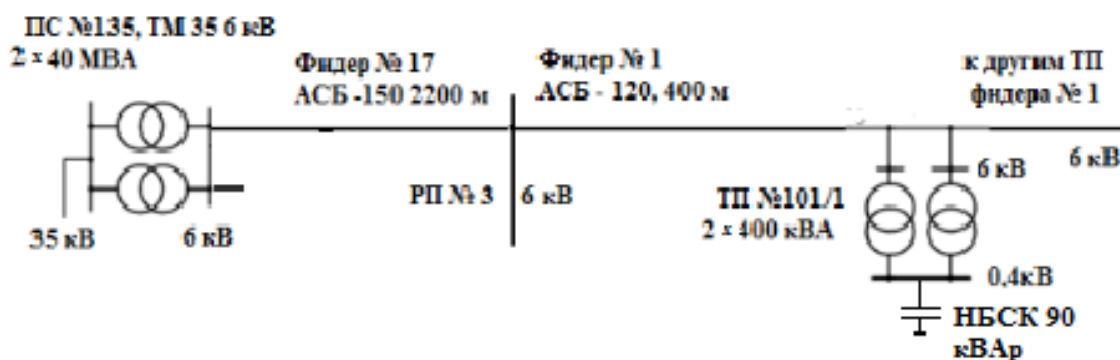 ПС №135, ТМ 35 6 кВ
2 × 40 МВА
Фидер № 17
АСБ -150 2200 м
Фидер № 1
АСБ - 120, 400 м
к другим ТП
фидера № 1
6 кВ
6 кВ
РП № 3
6 кВ
ТП №101/1
2 × 400 кВА
35 кВ
6 кВ
0,4кВ
НБСК 90
кВАр